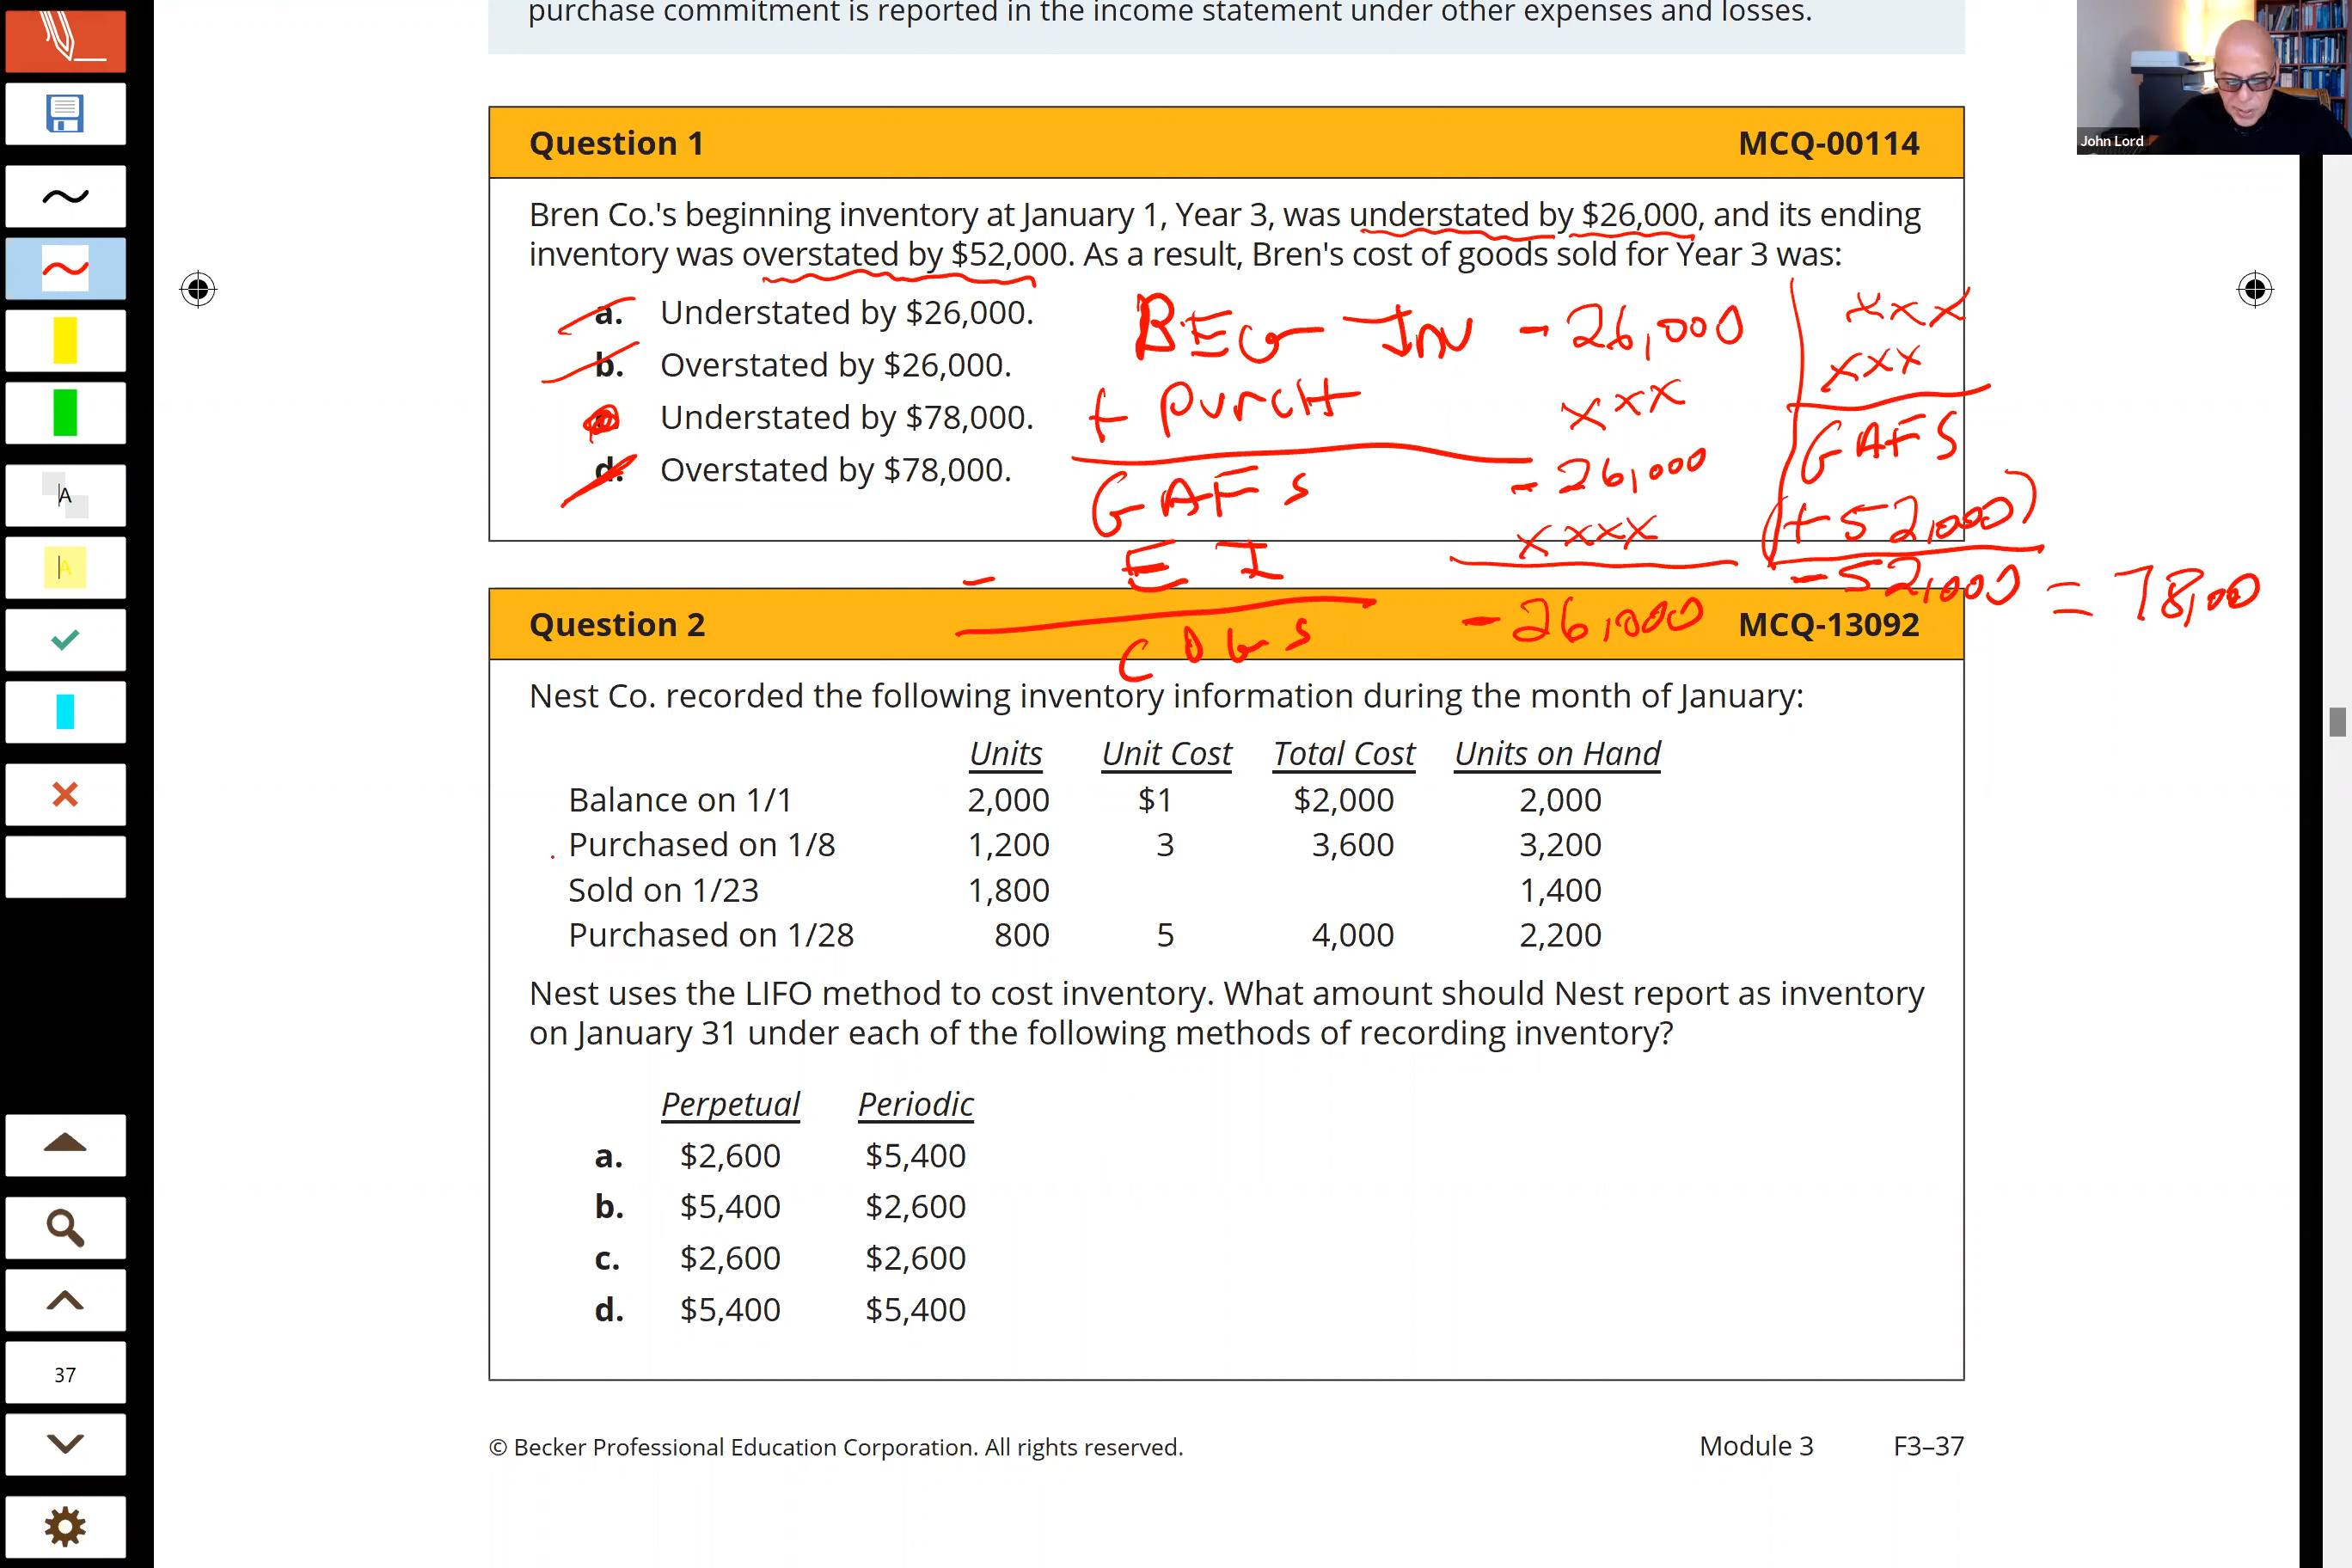 purchase commitment is reported in the income statement under other expenses and losses.
John Lord
Question 1 MCQ-00114
Bren Co.'s beginning inventory at January 1, Year 3, was understated by $26,000, and its ending
inventory was overstated by $52,000. As a result, Bren's cost of goods sold for Year 3 was:
a. Understated by $26,000.
b. Overstated by $26,000.
Understated by $78,000.
d. Overstated by $78,000.
BEG Inv - 26,000 xxx
+ Purch xxx xxx
GAFS - 26,000 GAFS
- EI xxxx (+52,000)
COGS - 26,000 - 52,000 = 78,00
Question 2 MCQ-13092
Nest Co. recorded the following inventory information during the month of January:
Units Unit Cost Total Cost Units on Hand
Balance on 1/1 2,000 $1 $2,000 2,000
Purchased on 1/8 1,200 3 3,600 3,200
Sold on 1/23 1,800 1,400
Purchased on 1/28 800 5 4,000 2,200
Nest uses the LIFO method to cost inventory. What amount should Nest report as inventory
on January 31 under each of the following methods of recording inventory?
Perpetual Periodic
a. $2,600 $5,400
b. $5,400 $2,600
c. $2,600 $2,600
d. $5,400 $5,400
© Becker Professional Education Corporation. All rights reserved. Module 3 F3–37
A
A
37